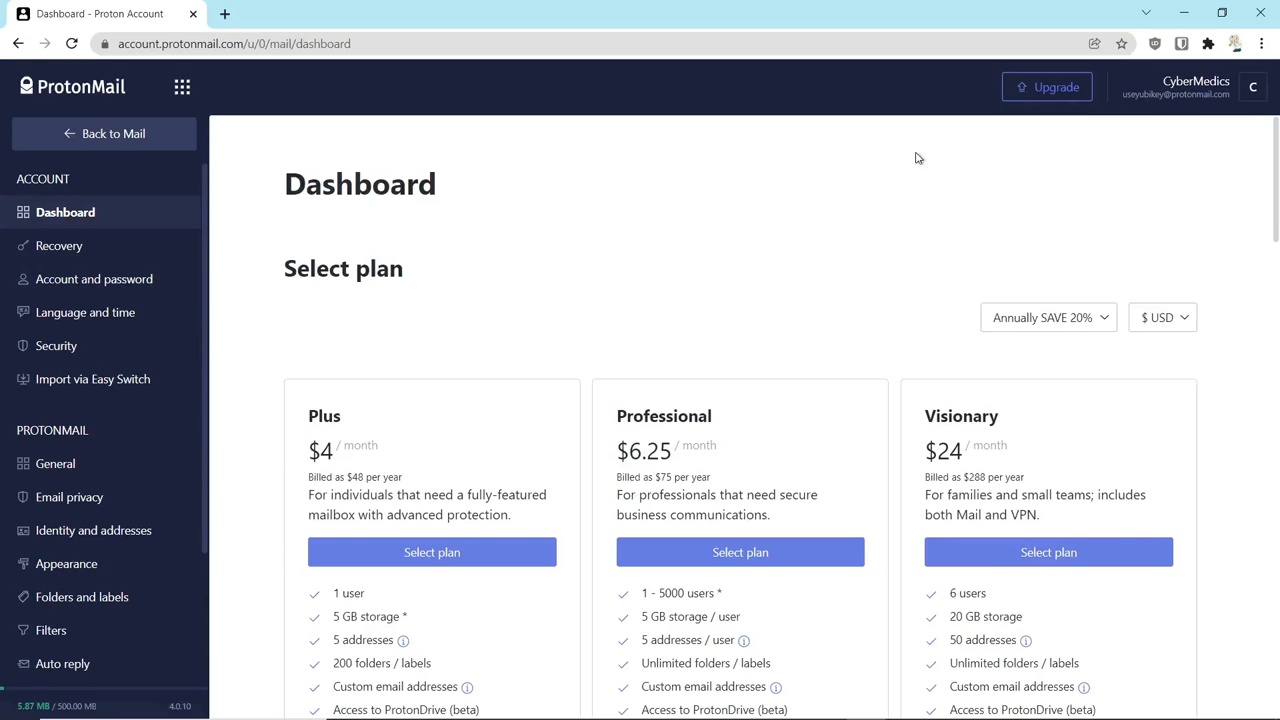 Dashboard - Proton Account
account.protonmail.com/u/0/mail/dashboard
ProtonMail
Upgrade
CyberMedics
useyubikey@protonmail.com
C
Back to Mail
ACCOUNT
Dashboard
Recovery
Account and password
Language and time
Security
Import via Easy Switch
PROTONMAIL
General
Email privacy
Identity and addresses
Appearance
Folders and labels
Filters
Auto reply
5.87 MB / 500.00 MB
4.0.10
Dashboard
Select plan
Annually SAVE 20%
$ USD
Plus
$4 / month
Billed as $48 per year
For individuals that need a fully-featured
mailbox with advanced protection.
Select plan
1 user
5 GB storage *
5 addresses
200 folders / labels
Custom email addresses
Access to ProtonDrive (beta)
Professional
$6.25 / month
Billed as $75 per year
For professionals that need secure
business communications.
Select plan
1 - 5000 users *
5 GB storage / user
5 addresses / user
Unlimited folders / labels
Custom email addresses
Access to ProtonDrive (beta)
Visionary
$24 / month
Billed as $288 per year
For families and small teams; includes
both Mail and VPN.
Select plan
6 users
20 GB storage
50 addresses
Unlimited folders / labels
Custom email addresses
Access to ProtonDrive (beta)